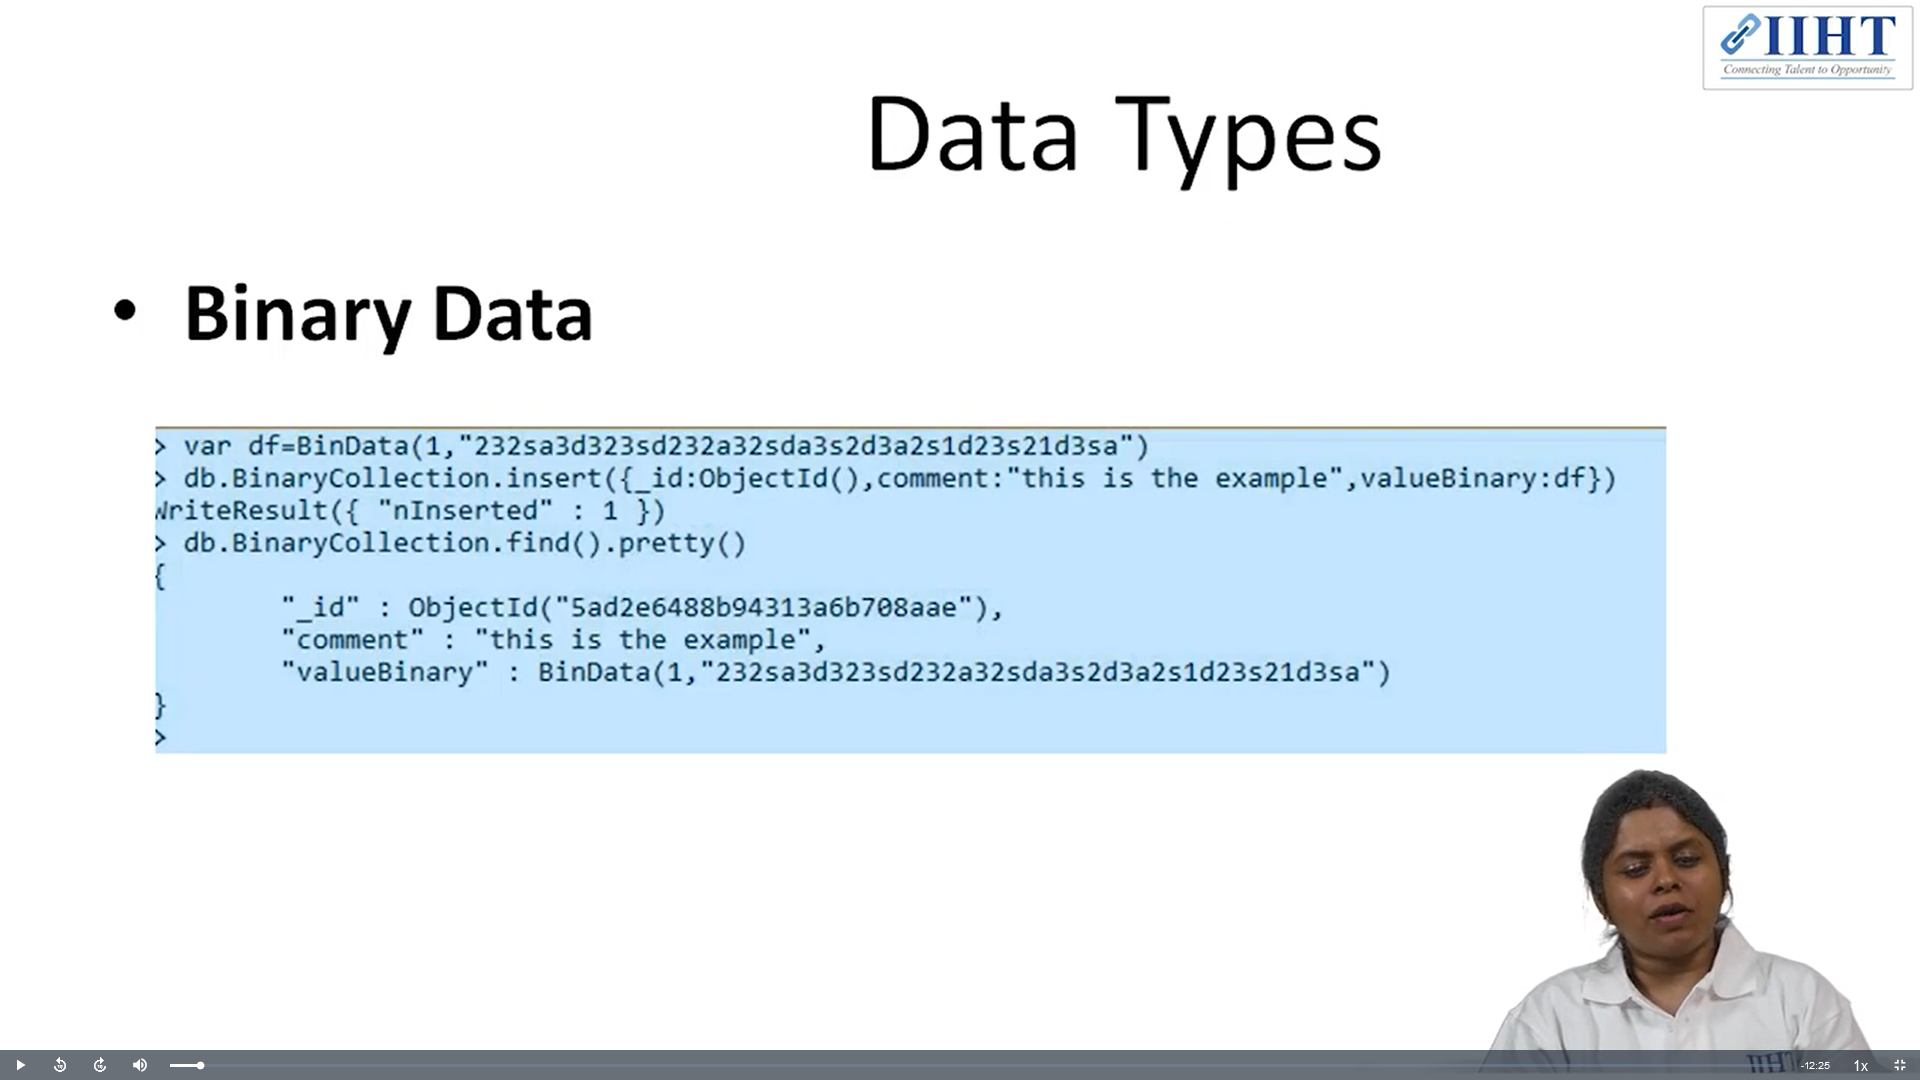 IIHT
Connecting Talent to Opportunity
Data Types
• Binary Data
> var df=BinData(1,"232sa3d323sd232a32sda3s2d3a2s1d23s21d3sa")
> db.BinaryCollection.insert({_id:ObjectId(),comment:"this is the example",valueBinary:df})
WriteResult({ "nInserted" : 1 })
> db.BinaryCollection.find().pretty()
{
"_id" : ObjectId("5ad2e6488b94313a6b708aae"),
"comment" : "this is the example",
"valueBinary" : BinData(1,"232sa3d323sd232a32sda3s2d3a2s1d23s21d3sa")
}
>
IIHT
-12:25
1x